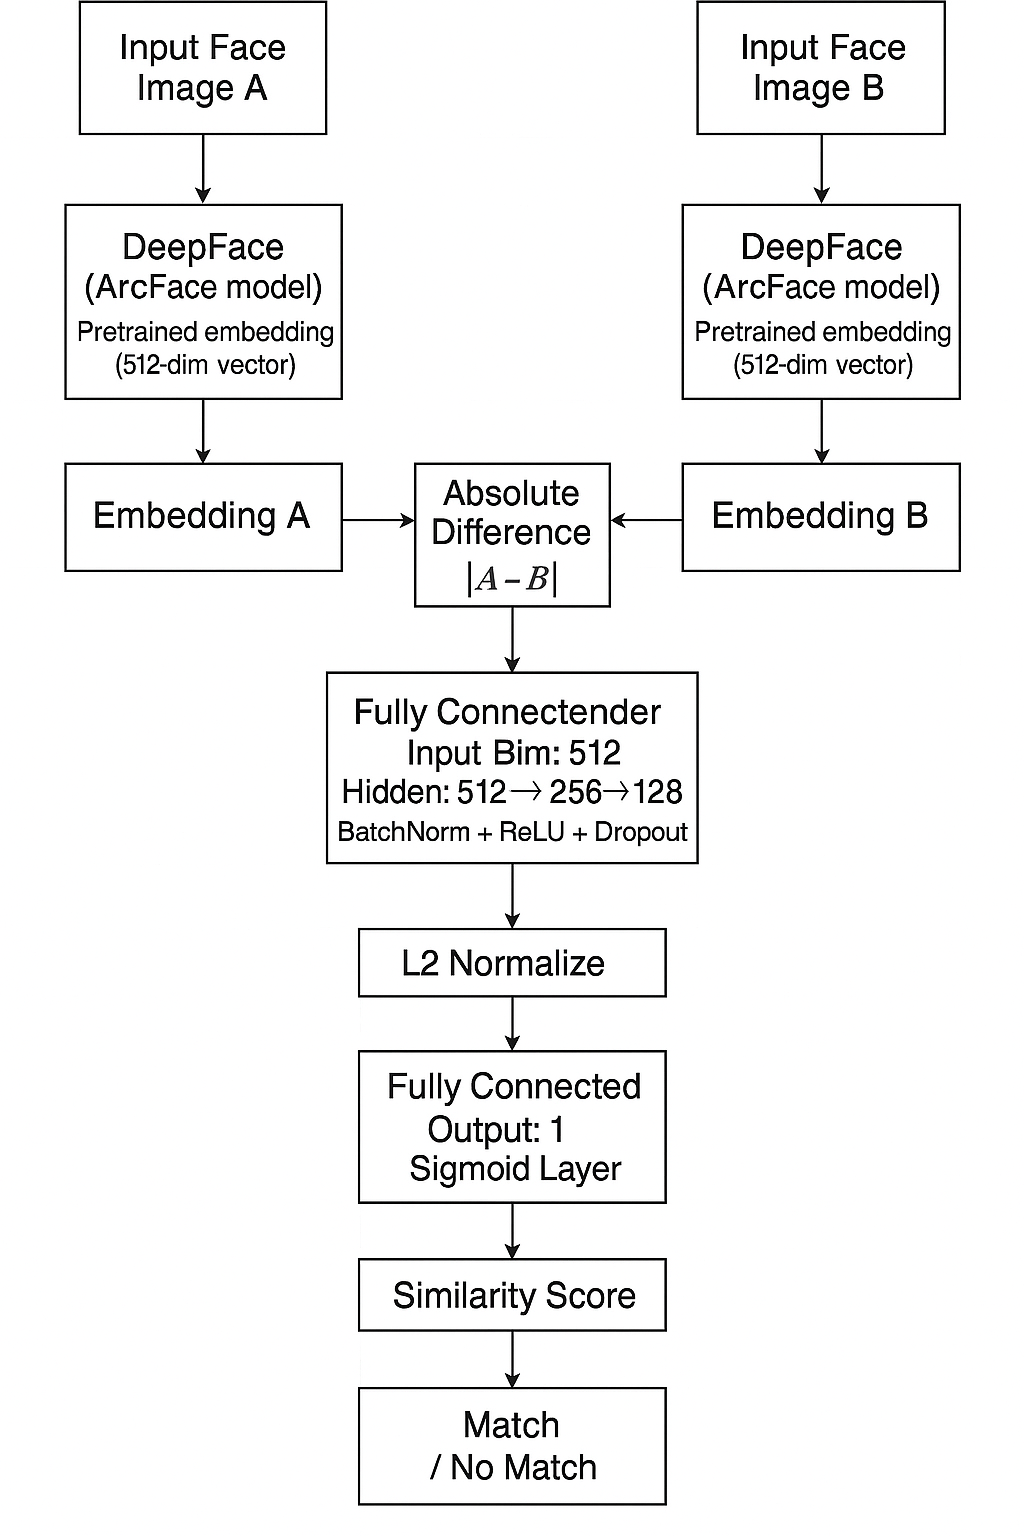 Input Face
Image A
Input Face
Image B
DeepFace
(ArcFace model)
Pretrained embedding
(512-dim vector)
DeepFace
(ArcFace model)
Pretrained embedding
(512-dim vector)
Embedding A
Absolute
Difference
|A – B|
Embedding B
Fully Connectender
Input Bim: 512
Hidden: 512→ 256→128
BatchNorm + ReLU + Dropout
L2 Normalize
Fully Connected
Output: 1
Sigmoid Layer
Similarity Score
Match
/ No Match